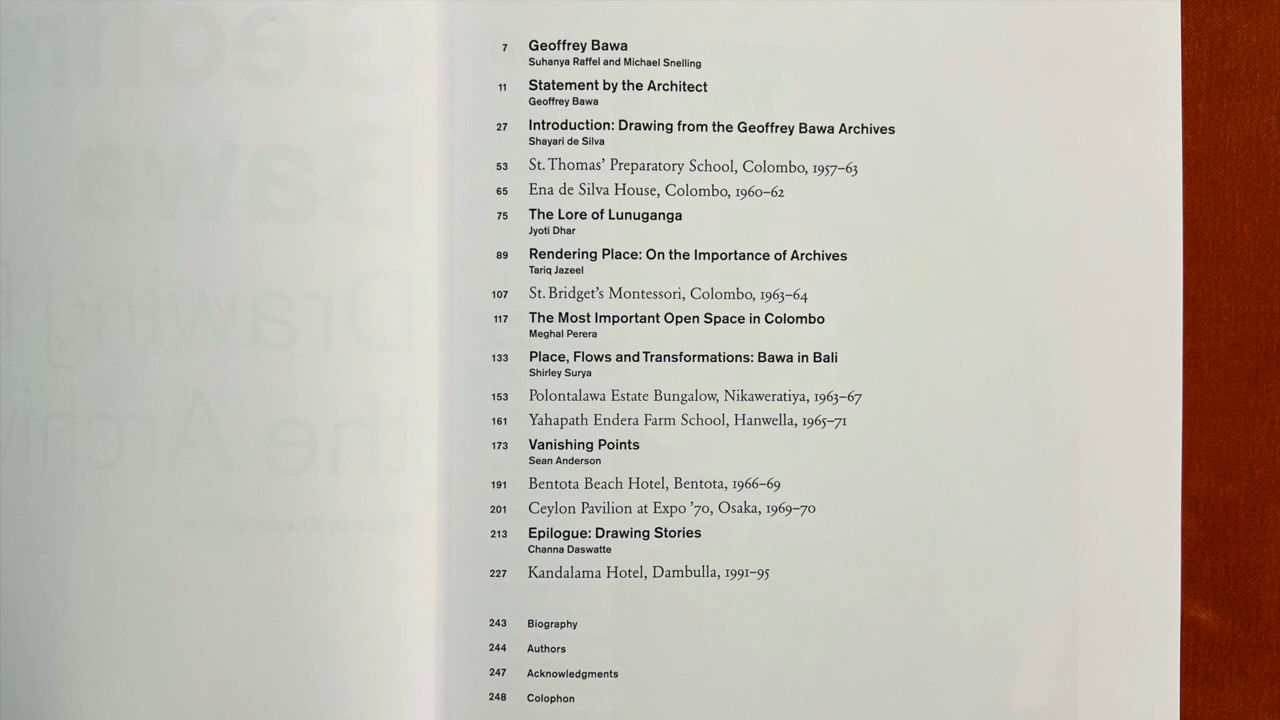 7 Geoffrey Bawa
Suhanya Raffel and Michael Snelling
11 Statement by the Architect
Geoffrey Bawa
27 Introduction: Drawing from the Geoffrey Bawa Archives
Shayari de Silva
53 St. Thomas’ Preparatory School, Colombo, 1957–63
65 Ena de Silva House, Colombo, 1960–62
75 The Lore of Lunuganga
Jyoti Dhar
89 Rendering Place: On the Importance of Archives
Tariq Jazeel
107 St. Bridget’s Montessori, Colombo, 1963–64
117 The Most Important Open Space in Colombo
Meghal Perera
133 Place, Flows and Transformations: Bawa in Bali
Shirley Surya
153 Polontalawa Estate Bungalow, Nikaweratiya, 1963–67
161 Yahapath Endera Farm School, Hanwella, 1965–71
173 Vanishing Points
Sean Anderson
191 Bentota Beach Hotel, Bentota, 1966–69
201 Ceylon Pavilion at Expo ’70, Osaka, 1969–70
213 Epilogue: Drawing Stories
Channa Daswatte
227 Kandalama Hotel, Dambulla, 1991–95
243 Biography
244 Authors
247 Acknowledgments
248 Colophon